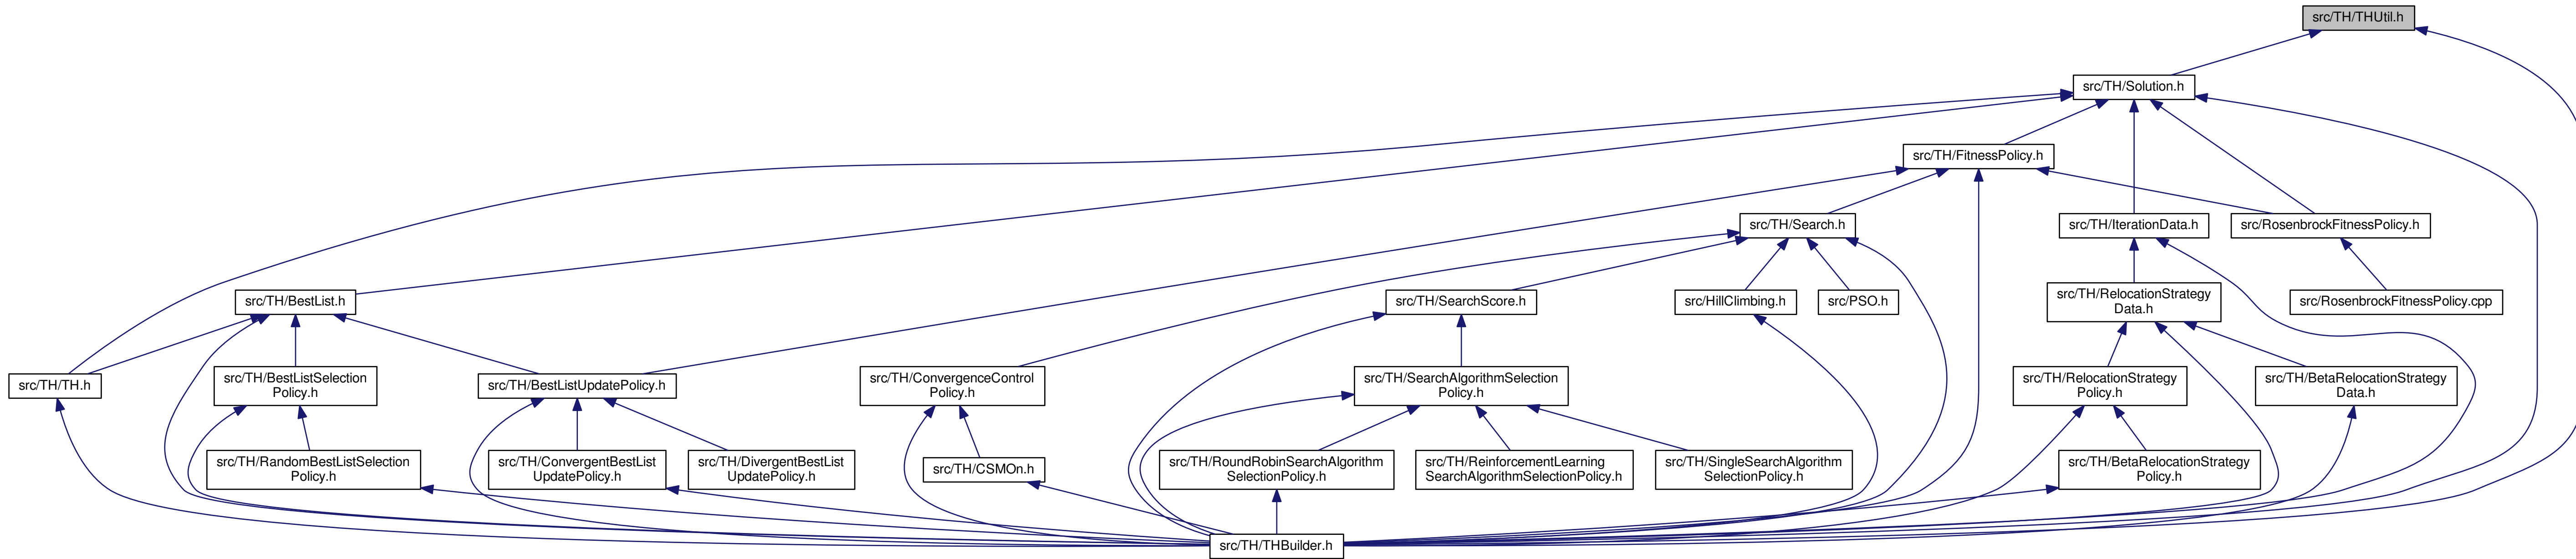 src/TH/THUtil.h
src/TH/Solution.h
src/TH/FitnessPolicy.h
src/TH/Search.h
src/TH/IterationData.h
src/RosenbrockFitnessPolicy.h
src/TH/BestList.h
src/TH/SearchScore.h
src/HillClimbing.h
src/PSO.h
src/TH/RelocationStrategy
Data.h
src/RosenbrockFitnessPolicy.cpp
src/TH/TH.h
src/TH/BestListSelection
Policy.h
src/TH/BestListUpdatePolicy.h
src/TH/ConvergenceControl
Policy.h
src/TH/SearchAlgorithmSelection
Policy.h
src/TH/RelocationStrategy
Policy.h
src/TH/BetaRelocationStrategy
Data.h
src/TH/RandomBestListSelection
Policy.h
src/TH/ConvergentBestList
UpdatePolicy.h
src/TH/DivergentBestList
UpdatePolicy.h
src/TH/CSMOn.h
src/TH/RoundRobinSearchAlgorithm
SelectionPolicy.h
src/TH/ReinforcementLearning
SearchAlgorithmSelectionPolicy.h
src/TH/SingleSearchAlgorithm
SelectionPolicy.h
src/TH/BetaRelocationStrategy
Policy.h
src/TH/THBuilder.h